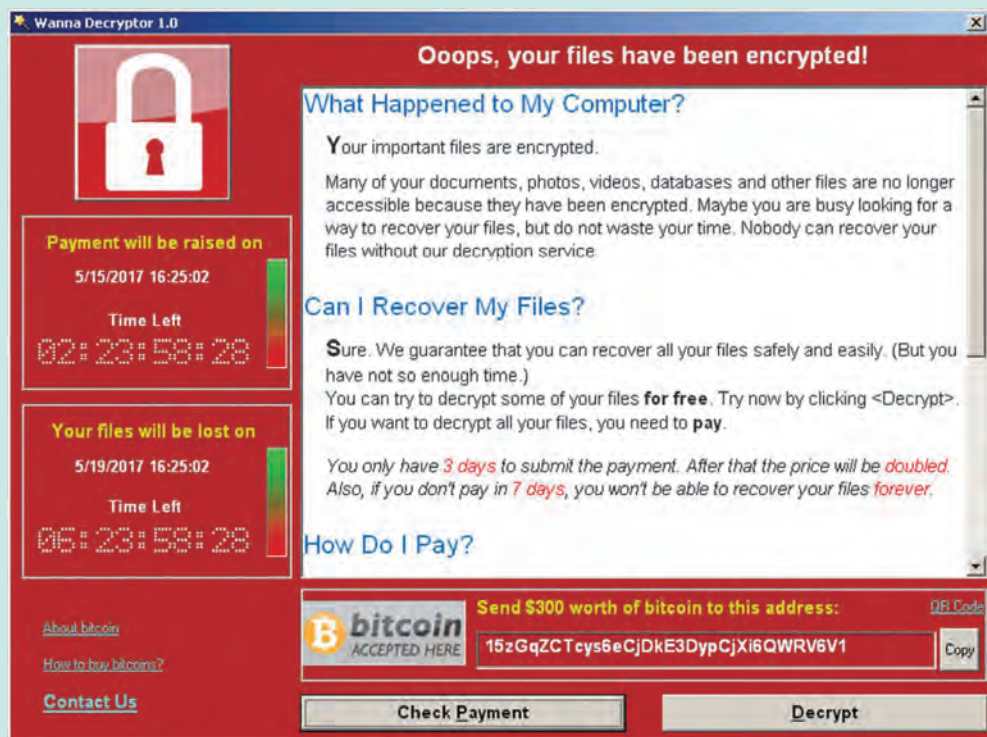 Wanna Decryptor 1.0
Ooops, your files have been encrypted!
What Happened to My Computer?
Your important files are encrypted.
Many of your documents, photos, videos, databases and other files are no longer
accessible because they have been encrypted. Maybe you are busy looking for a
way to recover your files, but do not waste your time. Nobody can recover your
files without our decryption service
Can I Recover My Files?
Sure. We guarantee that you can recover all your files safely and easily. (But you
have not so enough time.)
You can try to decrypt some of your files for free. Try now by clicking <Decrypt>.
If you want to decrypt all your files, you need to pay.
You only have 3 days to submit the payment. After that the price will be doubled.
Also, if you don't pay in 7 days, you won't be able to recover your files forever.
How Do I Pay?
Payment will be raised on
5/15/2017 16:25:02
Time Left
02:23:58:28
Your files will be lost on
5/19/2017 16:25:02
Time Left
06:23:58:28
About bitcoin
How to buy bitcoins?
Contact Us
bitcoin
ACCEPTED HERE
Send $300 worth of bitcoin to this address:
QR Code
15zGqZCTcys6eCjDkE3DypCjXi6QWRV6V1
Copy
Check Payment
Decrypt